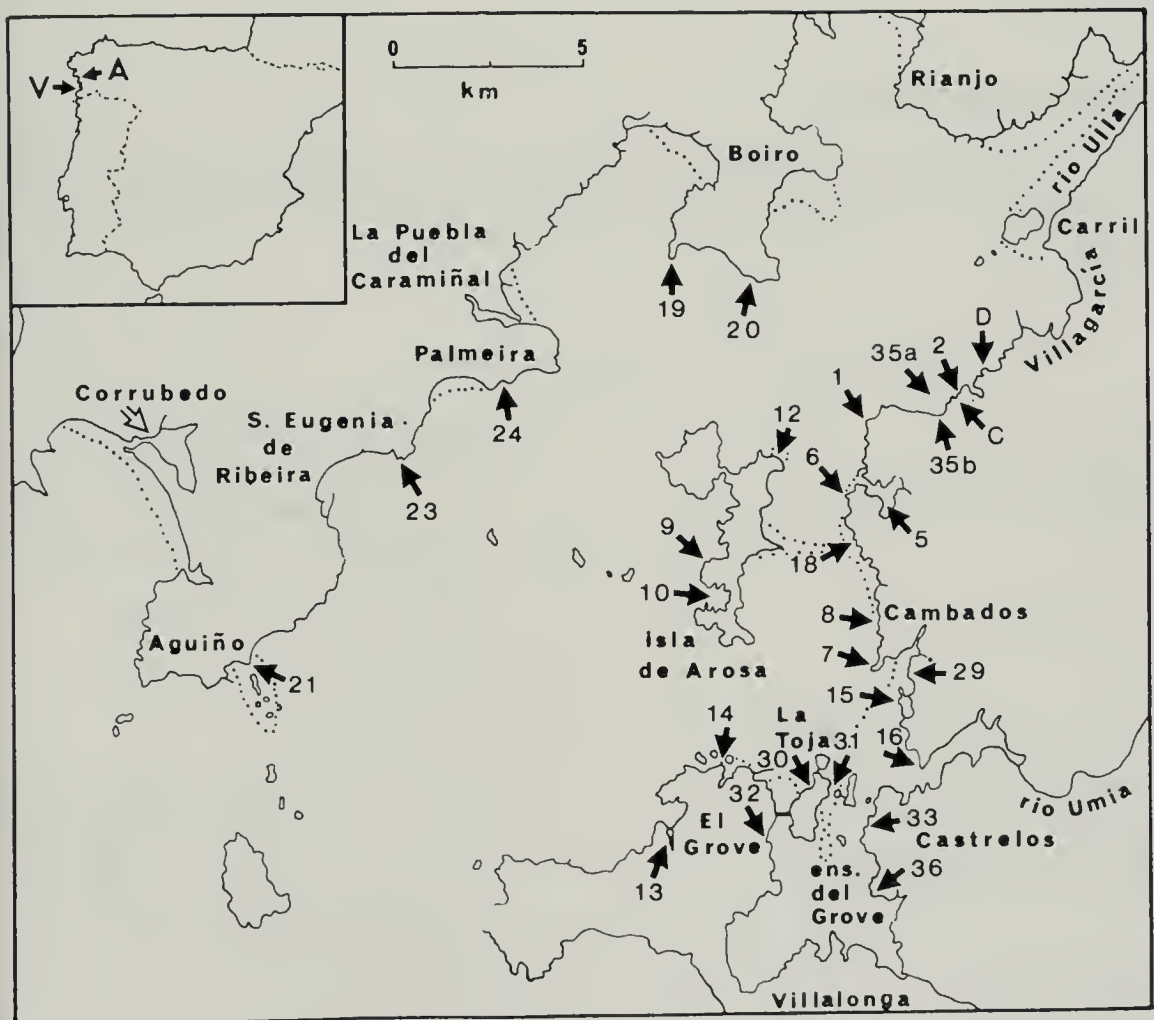 V
A
0 5
km
Rianjo
rio Ulla
Boiro
Carril
Villagarcía
La Puebla
del
Caramiñal
19
20
D
2
35a
1
C
35b
Palmeira
24
Corrubedo
S. Eugenia
de
Ribeira
23
12
6
5
9
18
10
8
Cambados
Isla
de Arosa
7
29
15
Aguiño
21
14
La
Toja
31
16
30
32
El
Grove
13
rio Umia
33
Castrelos
36
ens.
del
Grove
Villalonga